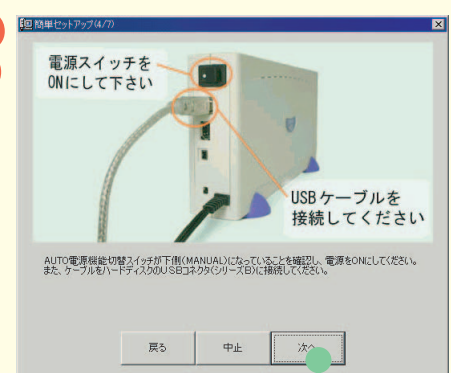 簡単セットアップ(4/7)
電源スイッチを
ONにして下さい
USBケーブルを
接続してください
AUTO電源機能切替スイッチが下側(MANUAL)になっていることを確認し、電源をONにしてください。
また、ケーブルをハードディスクのUSBコネクタ(シリーズB)に接続してください。
戻る
中止
次へ